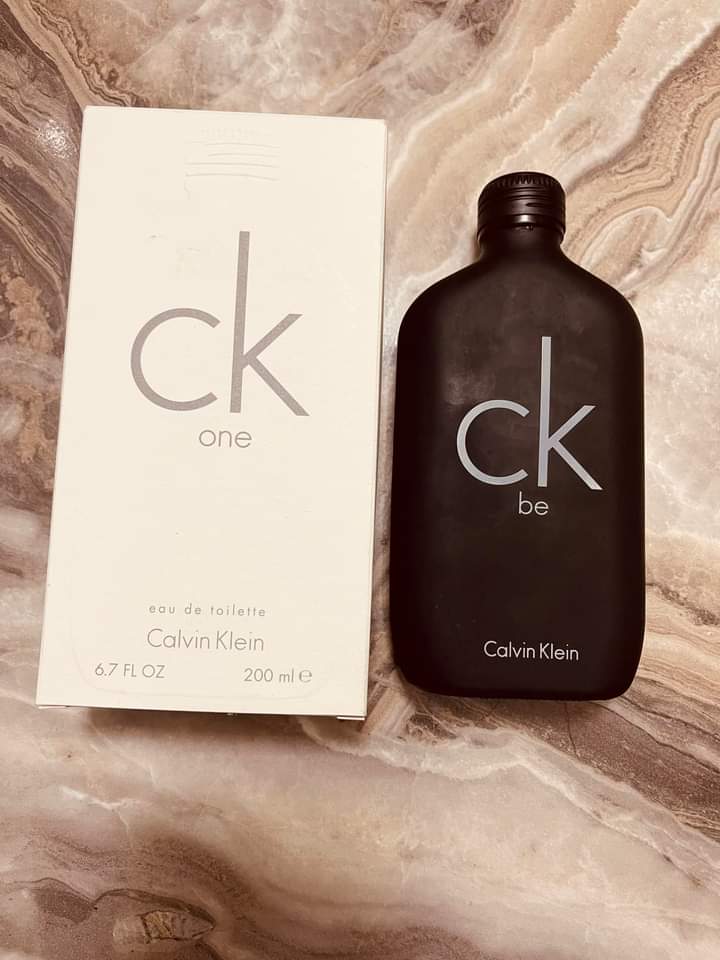 ck
one
eau de toilette
Calvin Klein
6.7 FL OZ
200 ml ℮
ck
be
Calvin Klein